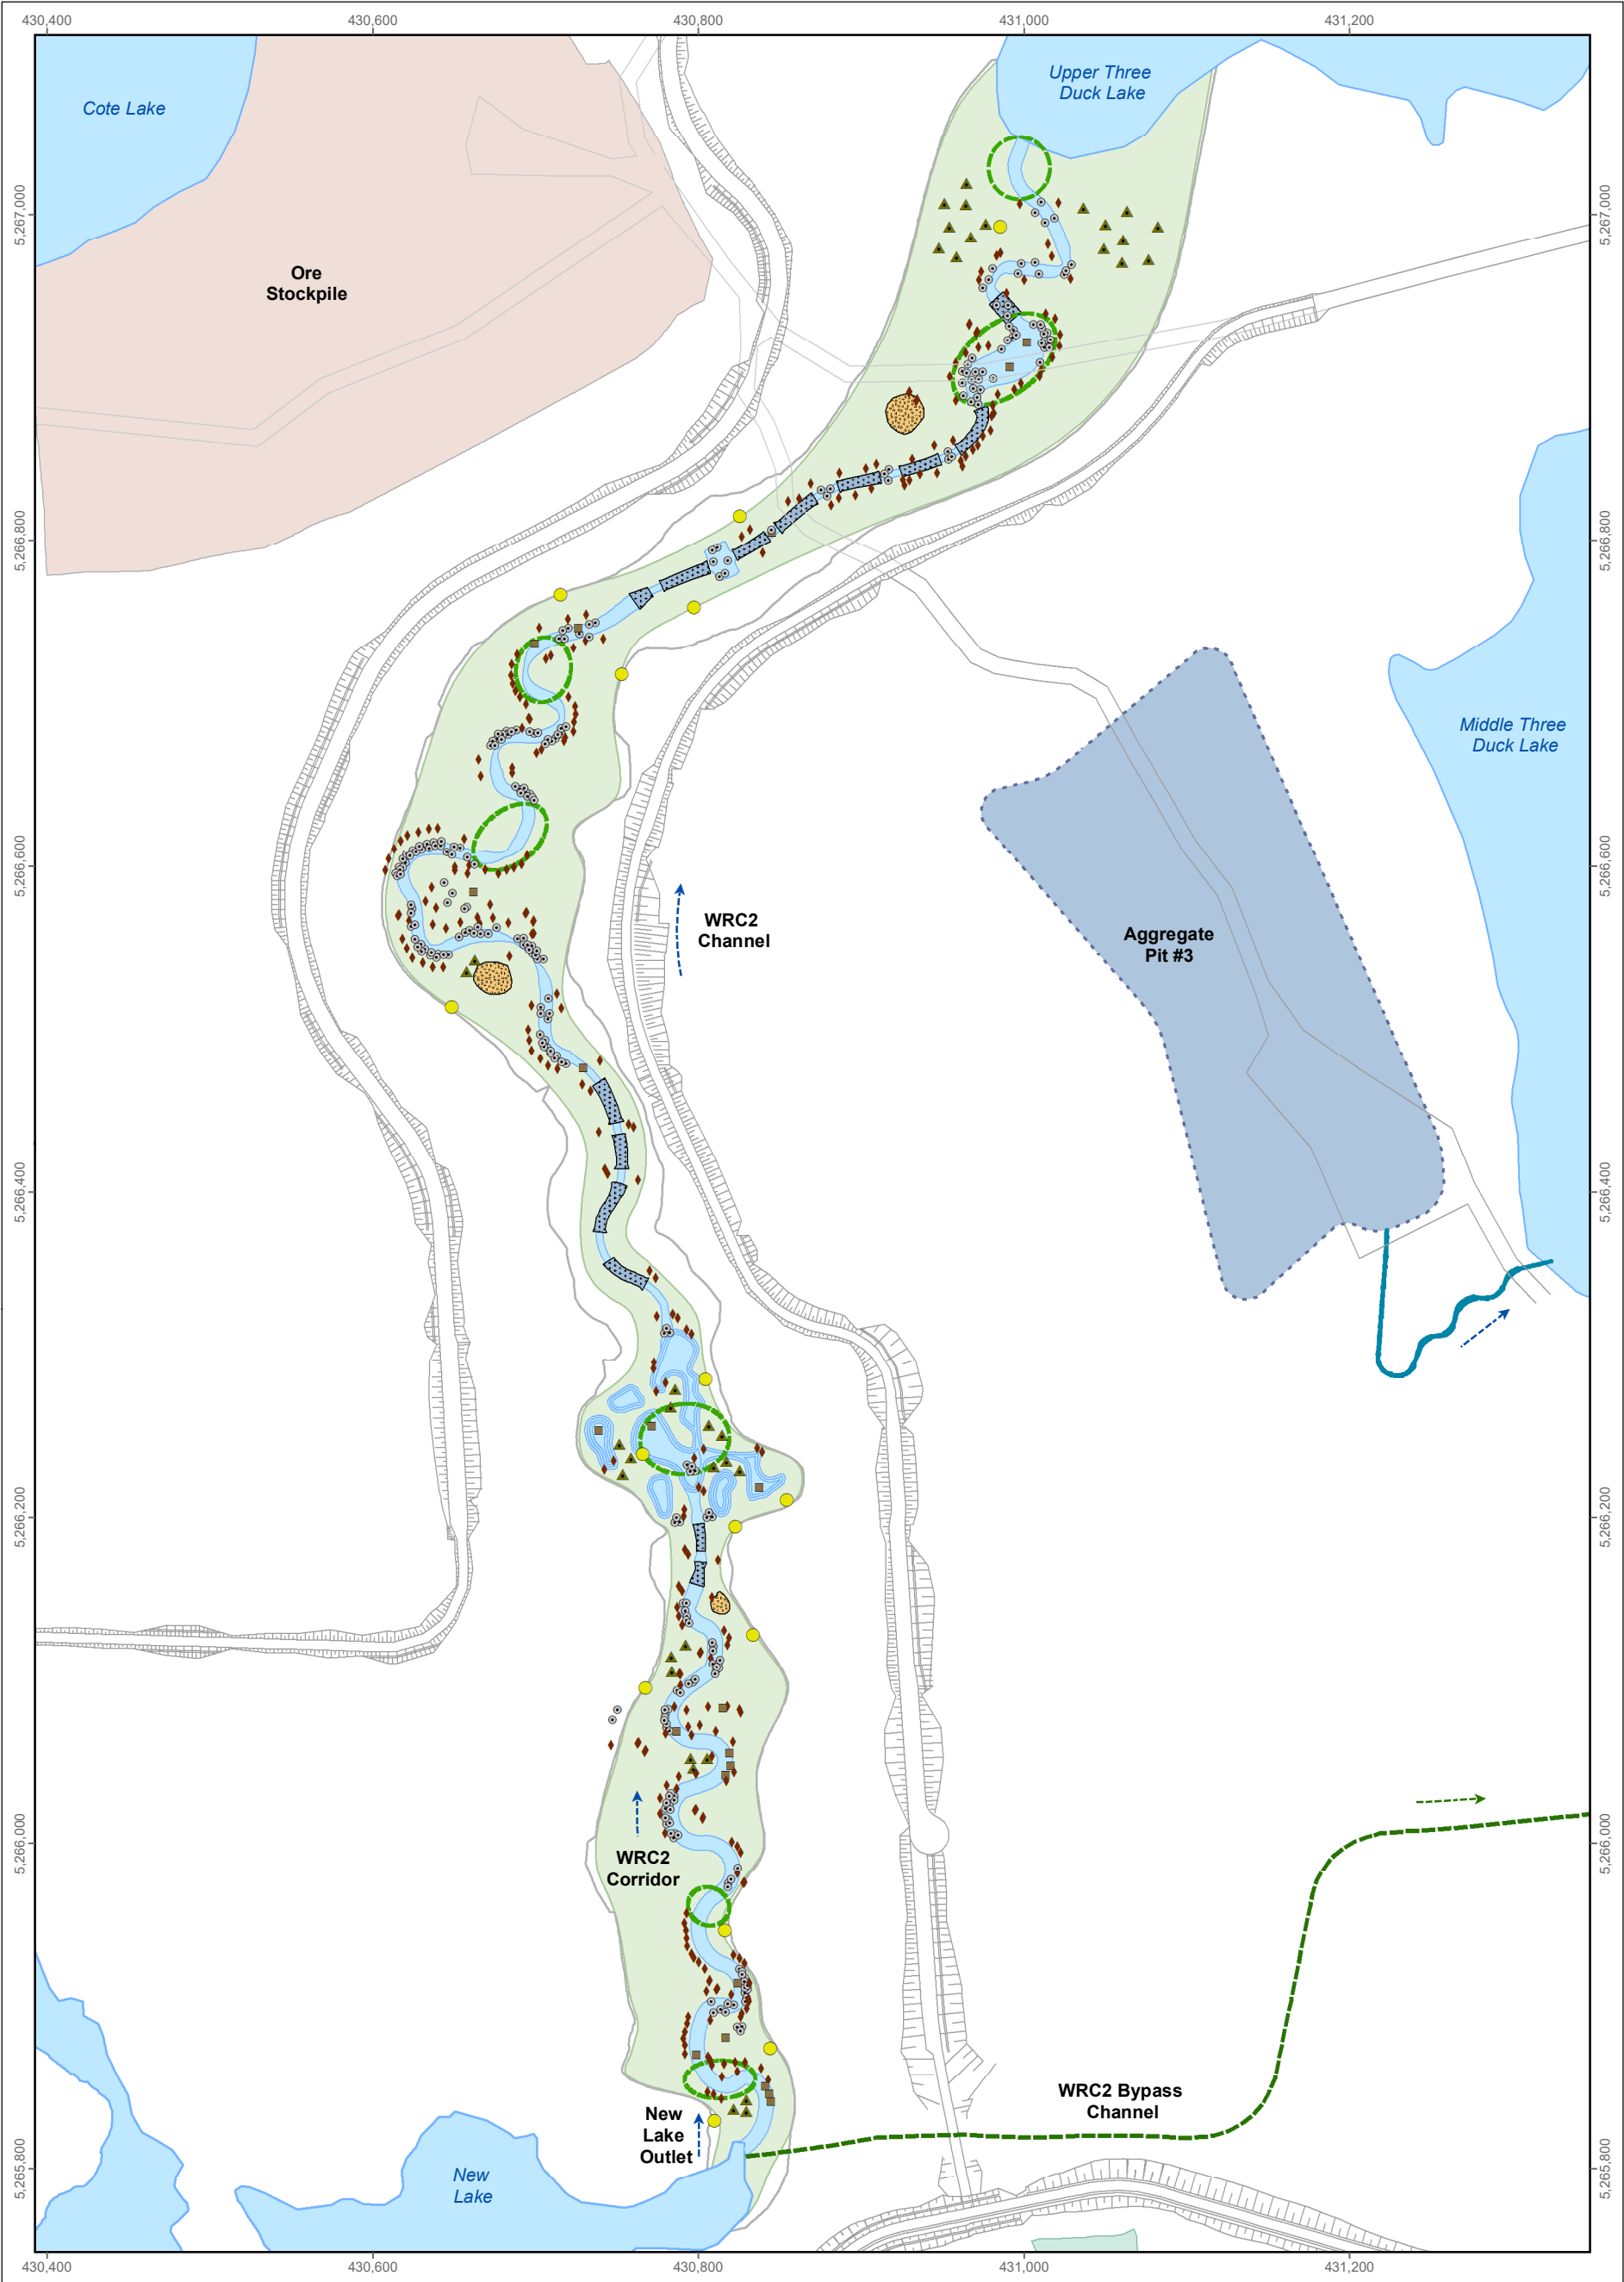 430,400 430,600 430,800 431,000 431,200
Upper Three
Duck Lake
Cote Lake
5,267,000
5,267,000
Ore
Stockpile
5,266,800
5,266,800
Middle Three
Duck Lake
5,266,600
5,266,600
WRC2
Channel
Aggregate
Pit #3
5,266,400
5,266,400
5,266,200
5,266,200
5,266,000
5,266,000
WRC2
Corridor
WRC2 Bypass
Channel
New
Lake
Outlet
5,265,800
5,265,800
New
Lake
430,400 430,600 430,800 431,000 431,200